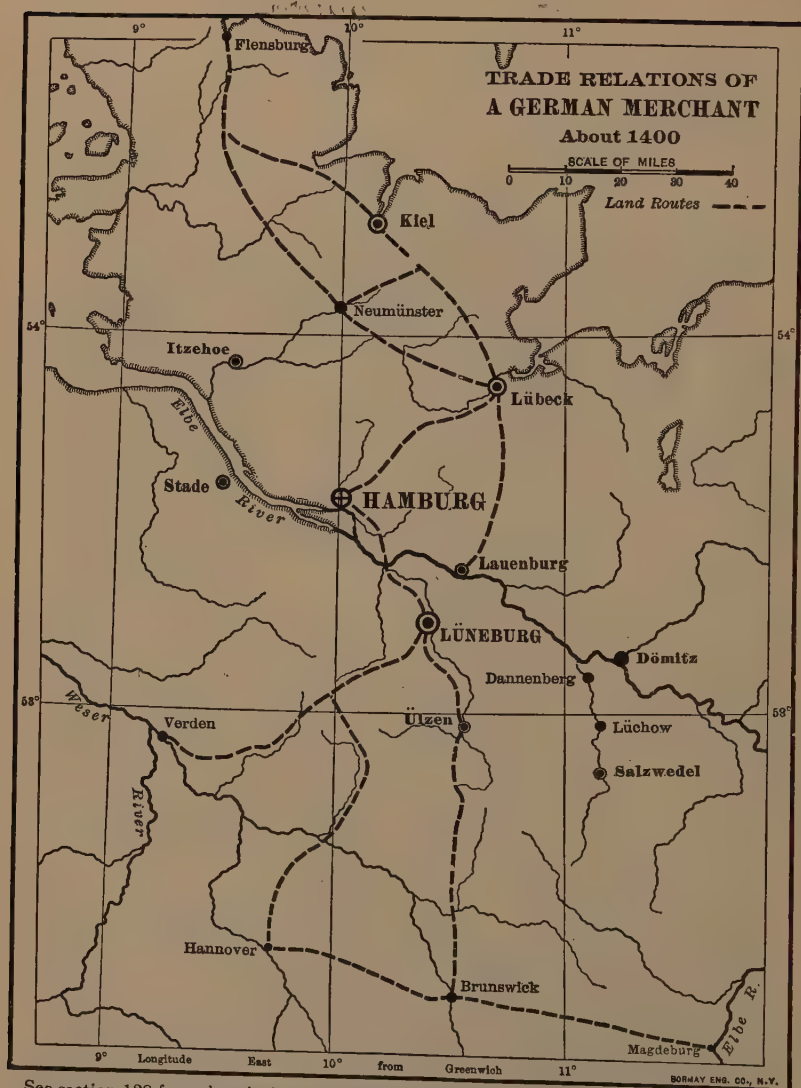 9° 10° 11°
Flensburg
TRADE RELATIONS OF
A GERMAN MERCHANT
About 1400
SCALE OF MILES
0 10 20 30 40
Land Routes
Kiel
Neumünster
54° 54°
Itzehoe
Lübeck
Elbe
River
Stade
HAMBURG
Lauenburg
LÜNEBURG
Dömitz
Dannenberg
53° 53°
Weser
River
Verden
Ülzen
Lüchow
Salzwedel
Hannover
Brunswick
Magdeburg
Elbe R.
9° Longitude East 10° from Greenwich 11°
BORMAY ENG. CO., N.Y.